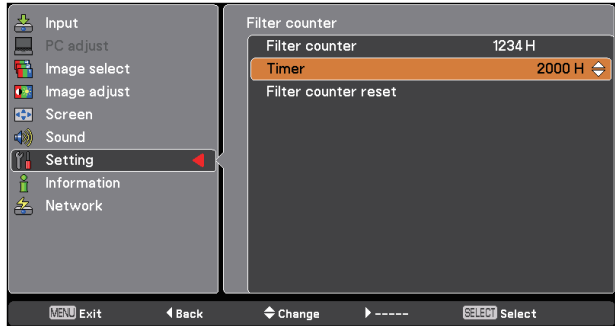 Input
PC adjust
Image select
Image adjust
Screen
Sound
Setting
Information
Network
Filter counter
Filter counter 1234 H
Timer 2000 H
Filter counter reset
MENU Exit Back Change ----- SELECT Select